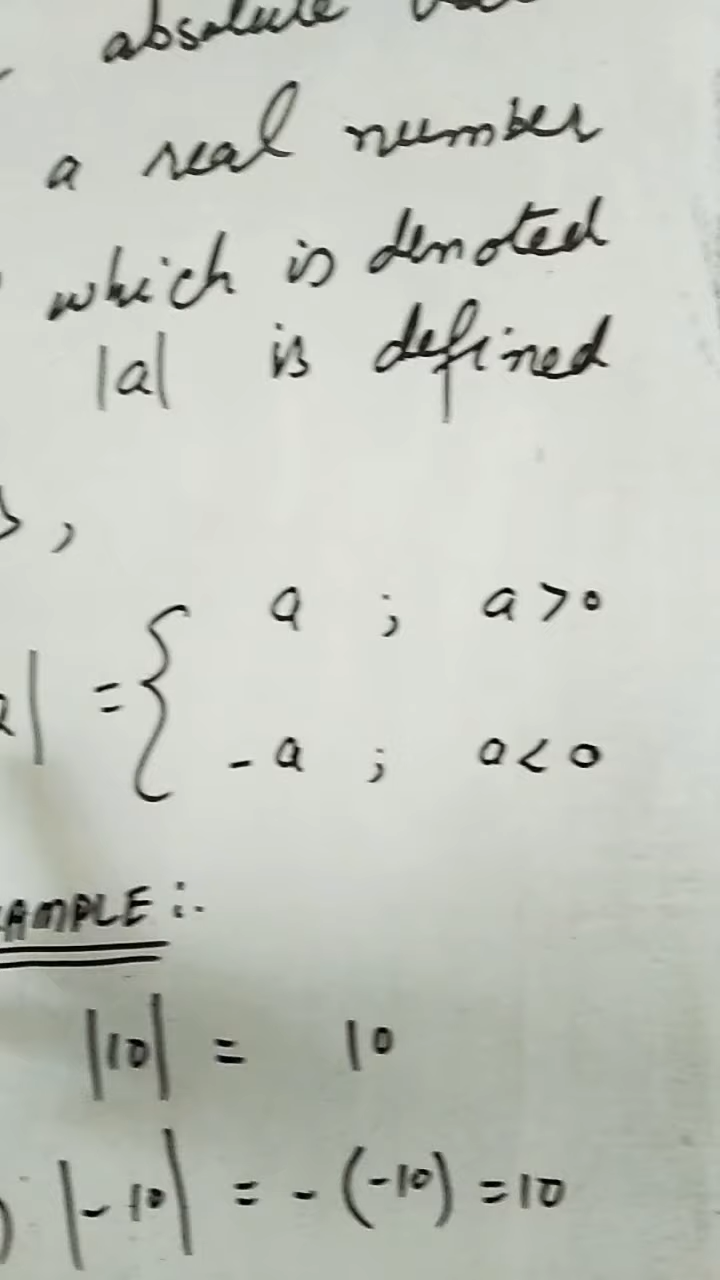 absolute
a real number
which is denoted
|a| is defined
,
| = { a ; a > 0
- a ; a < 0
AMPLE :-
|10| = 10
) |-10| = - (-10) = 10